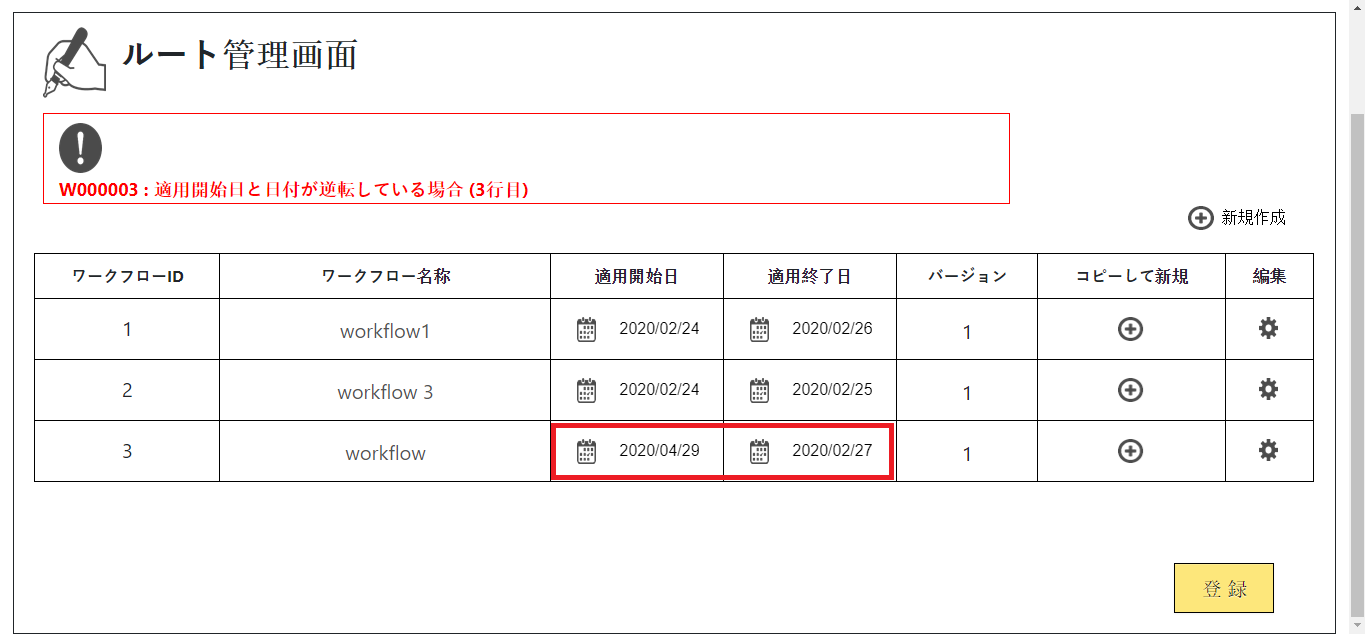 ルート管理画面
W000003 : 適用開始日と日付が逆転している場合 (3行目)
新規作成
ワークフローID ワークフロー名称 適用開始日 適用終了日 バージョン コピーして新規 編集
1 workflow1 2020/02/24 2020/02/26 1
2 workflow 3 2020/02/24 2020/02/25 1
3 workflow 2020/04/29 2020/02/27 1
登 録